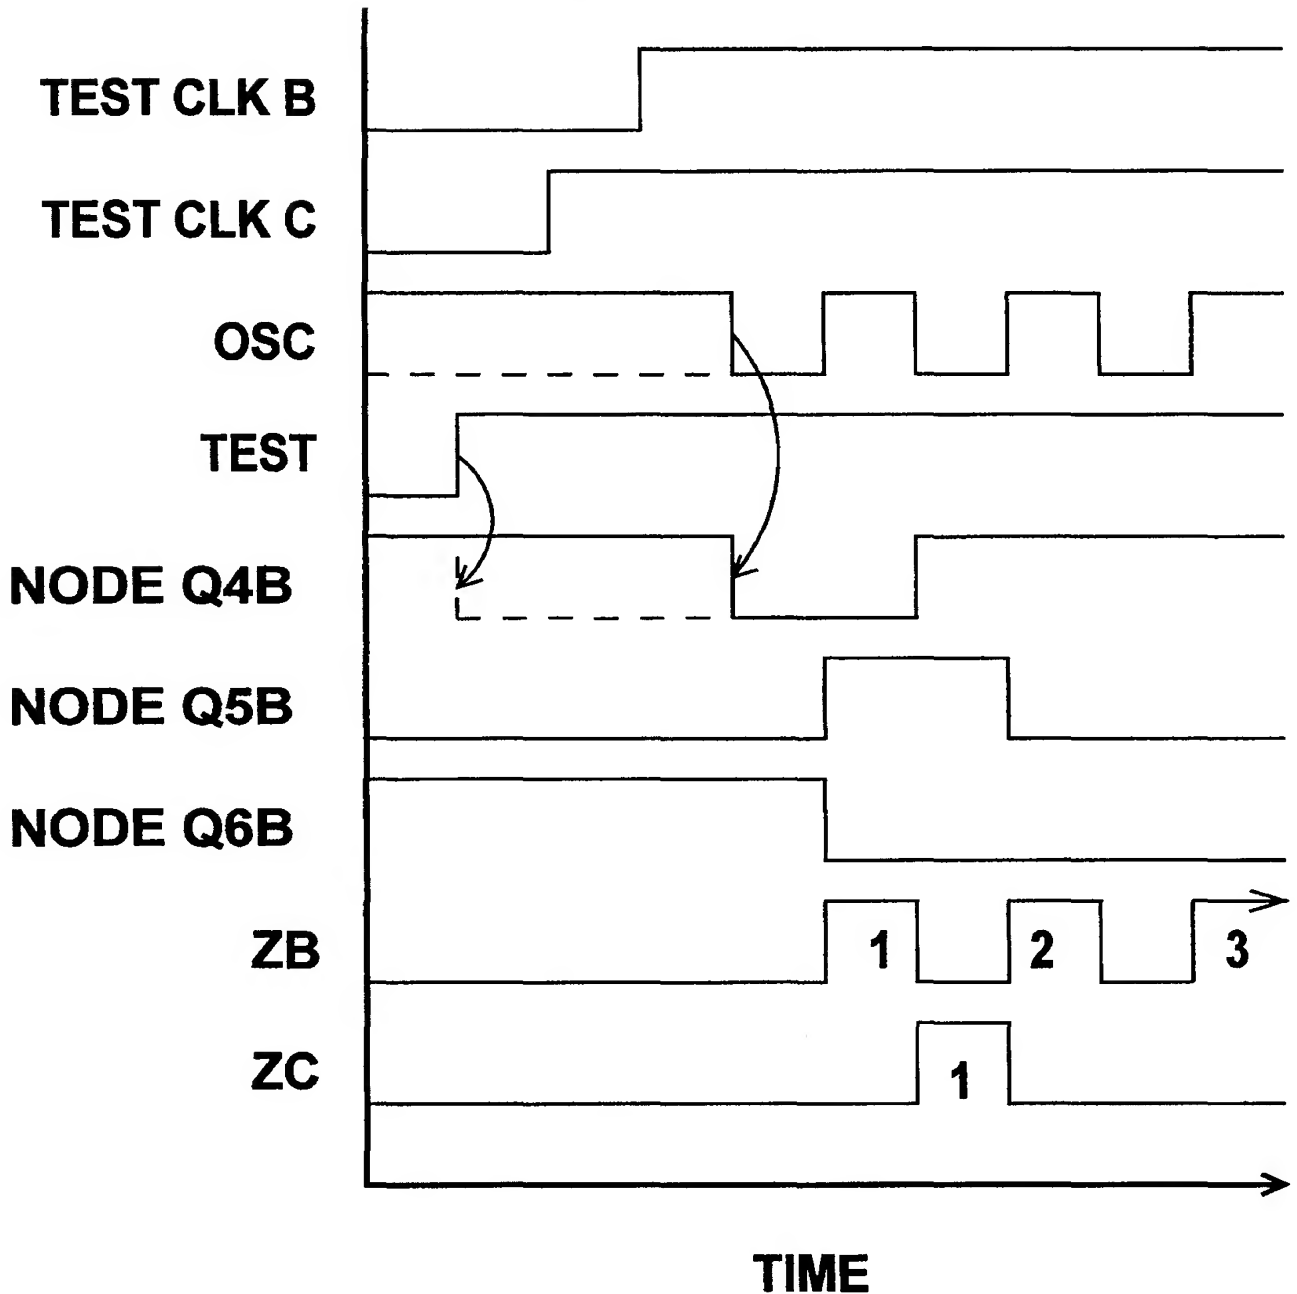 TEST CLK B
TEST CLK C
OSC
TEST
NODE Q4B
NODE Q5B
NODE Q6B
ZB 1 2 3
ZC 1
TIME